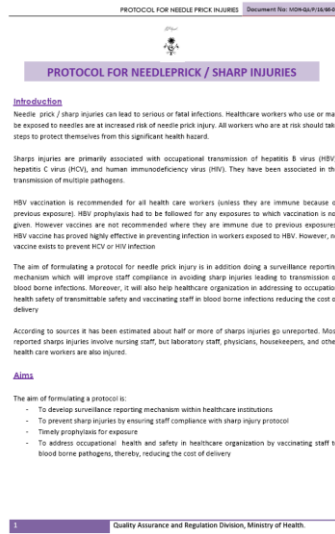 PROTOCOL FOR NEEDLE PRICK INJURIES Document No: MOH-QA/P/16/
PROTOCOL FOR NEEDLEPRICK / SHARP INJURIES
Introduction
Needle prick / sharp injuries can lead to serious or fatal infections. Healthcare workers who use or ma
be exposed to needles are at increased risk of needle prick injury. All workers who are at risk should tak
steps to protect themselves from this significant health hazard.
Sharps injuries are primarily associated with occupational transmission of hepatitis B virus (HBV
hepatitis C virus (HCV), and human immunodeficiency virus (HIV). They have been associated in th
transmission of multiple pathogens.
HBV vaccination is recommended for all health care workers (unless they are immune because o
previous exposure). HBV prophylaxis had to be followed for any exposures to which vaccination is no
given. However vaccines are not recommended where they are immune due to previous exposures
HBV vaccine has proved highly effective in preventing infection in workers exposed to HBV. However, n
vaccine exists to prevent HCV or HIV infection
The aim of formulating a protocol for needle prick injury is in addition doing a surveillance reportin
mechanism which will improve staff compliance in avoiding sharp injuries leading to transmission o
blood borne infections. Moreover, it will also help healthcare organization in addressing to occupatio
health safety of transmittable safety and vaccinating staff in blood borne infections reducing the cost o
delivery
According to sources it has been estimated about half or more of sharps injuries go unreported. Mos
reported sharps injuries involve nursing staff, but laboratory staff, physicians, housekeepers, and othe
health care workers are also injured.
Aims
The aim of formulating a protocol is:
- To develop surveillance reporting mechanism within healthcare institutions
- To prevent sharp injuries by ensuring staff compliance with sharp injury protocol
- Timely prophylaxis for exposure
- To address occupational health and safety in healthcare organization by vaccinating staff t
blood borne pathogens, thereby, reducing the cost of delivery
1 Quality Assurance and Regulation Division, Ministry of Health.